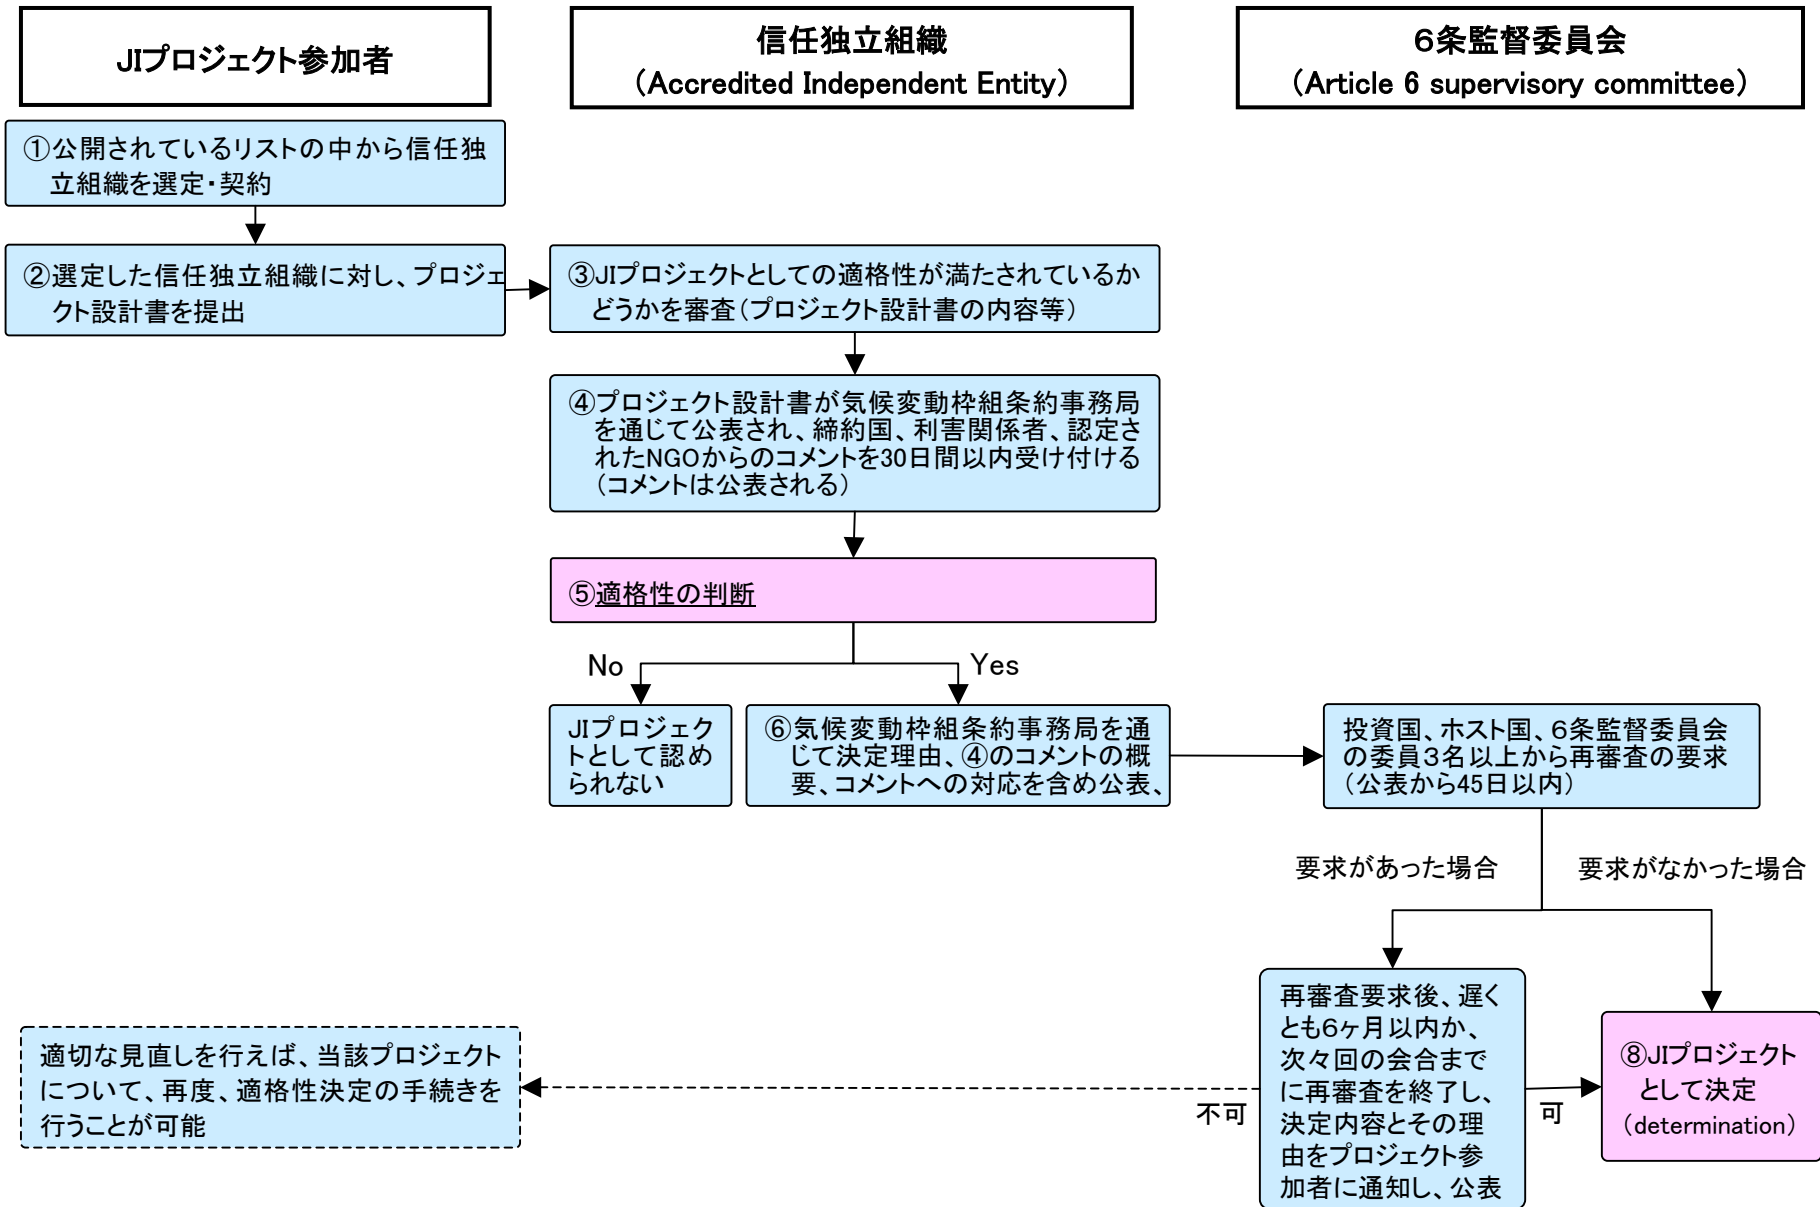 JIプロジェクト参加者
信任独立組織
（Accredited Independent Entity）
6条監督委員会
（Article 6 supervisory committee）
①公開されているリストの中から信任独
立組織を選定・契約
②選定した信任独立組織に対し、プロジェ
クト設計書を提出
③JIプロジェクトとしての適格性が満たされているか
どうかを審査（プロジェクト設計書の内容等）
④プロジェクト設計書が気候変動枠組条約事務局
を通じて公表され、締約国、利害関係者、認定さ
れたNGOからのコメントを30日間以内受け付ける
（コメントは公表される）
⑤適格性の判断
No
Yes
JIプロジェク
トとして認め
られない
⑥気候変動枠組条約事務局を通
じて決定理由、④のコメントの概
要、コメントへの対応を含め公表、
投資国、ホスト国、6条監督委員会
の委員3名以上から再審査の要求
（公表から45日以内）
要求があった場合
要求がなかった場合
再審査要求後、遅く
とも6ヶ月以内か、
次々回の会合まで
に再審査を終了し、
決定内容とその理
由をプロジェクト参
加者に通知し、公表
不可
可
⑧JIプロジェクト
として決定
（determination）
適切な見直しを行えば、当該プロジェクト
について、再度、適格性決定の手続きを
行うことが可能